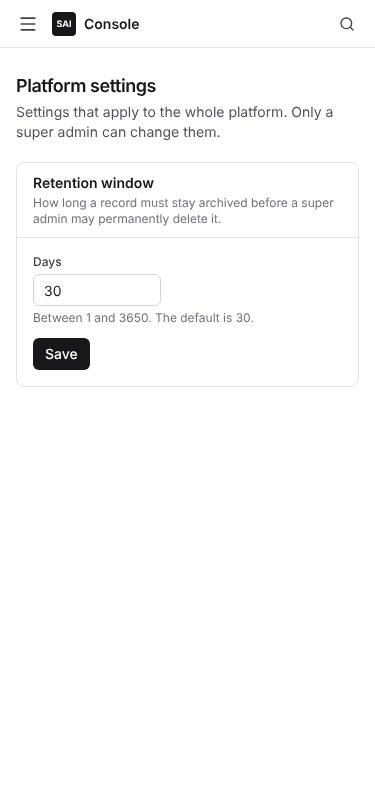 SAI Console
Platform settings
Settings that apply to the whole platform. Only a
super admin can change them.
Retention window
How long a record must stay archived before a super
admin may permanently delete it.
Days
30
Between 1 and 3650. The default is 30.
Save